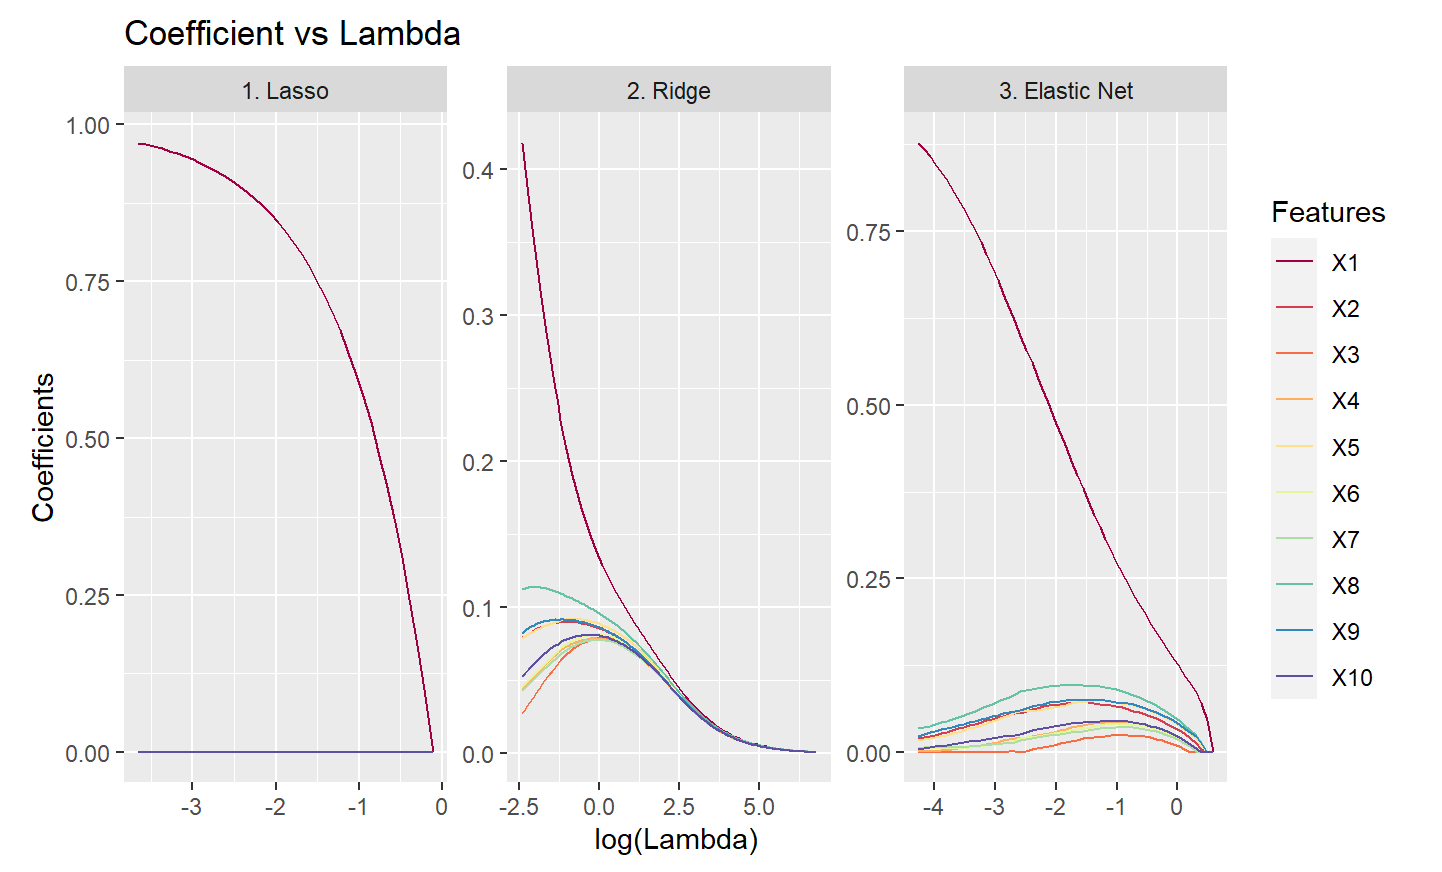 Coefficient vs Lambda
1. Lasso
2. Ridge
3. Elastic Net
Coefficients
1.00
0.75
0.50
0.25
0.00
-3
-2
-1
0
0.4
0.3
0.2
0.1
0.0
-2.5
0.0
2.5
5.0
0.75
0.50
0.25
0.00
-4
-3
-2
-1
0
log(Lambda)
Features
X1
X2
X3
X4
X5
X6
X7
X8
X9
X10